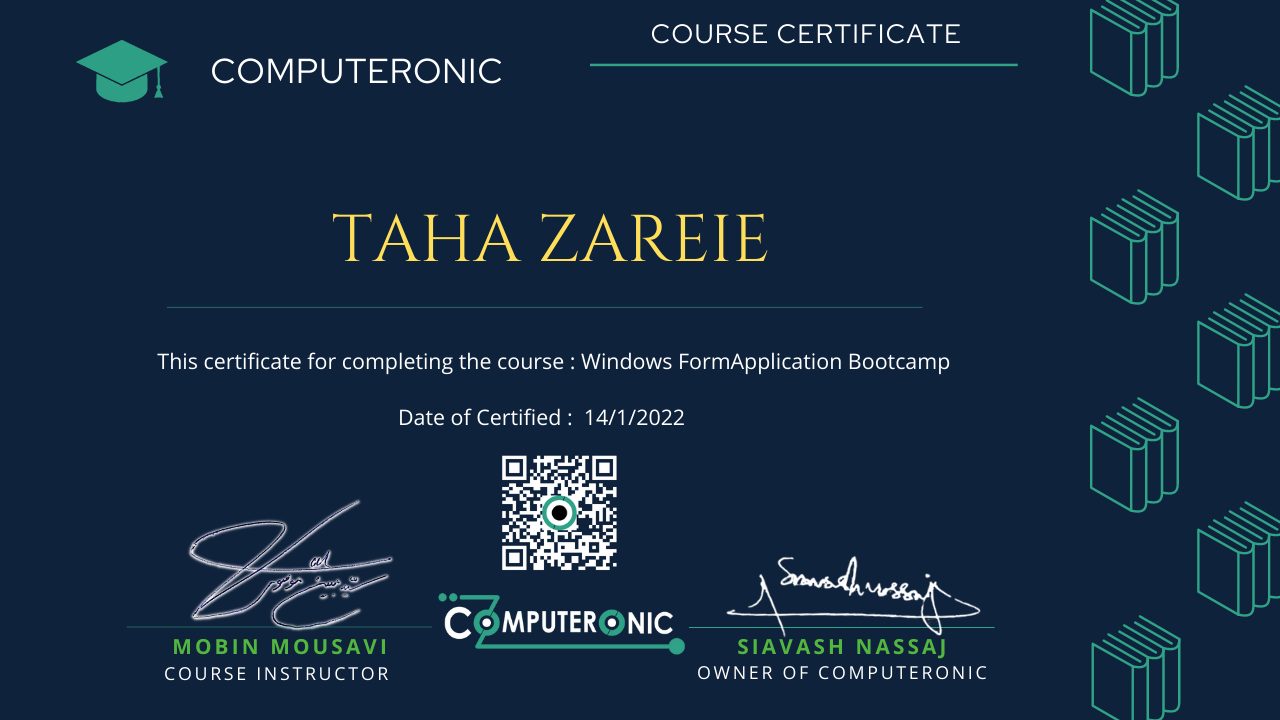 COMPUTERONIC
COURSE CERTIFICATE
TAHA ZAREIE
This certificate for completing the course : Windows FormApplication Bootcamp
Date of Certified : 14/1/2022
COMPUTERONIC
MOBIN MOUSAVI
COURSE INSTRUCTOR
SIAVASH NASSAJ
OWNER OF COMPUTERONIC